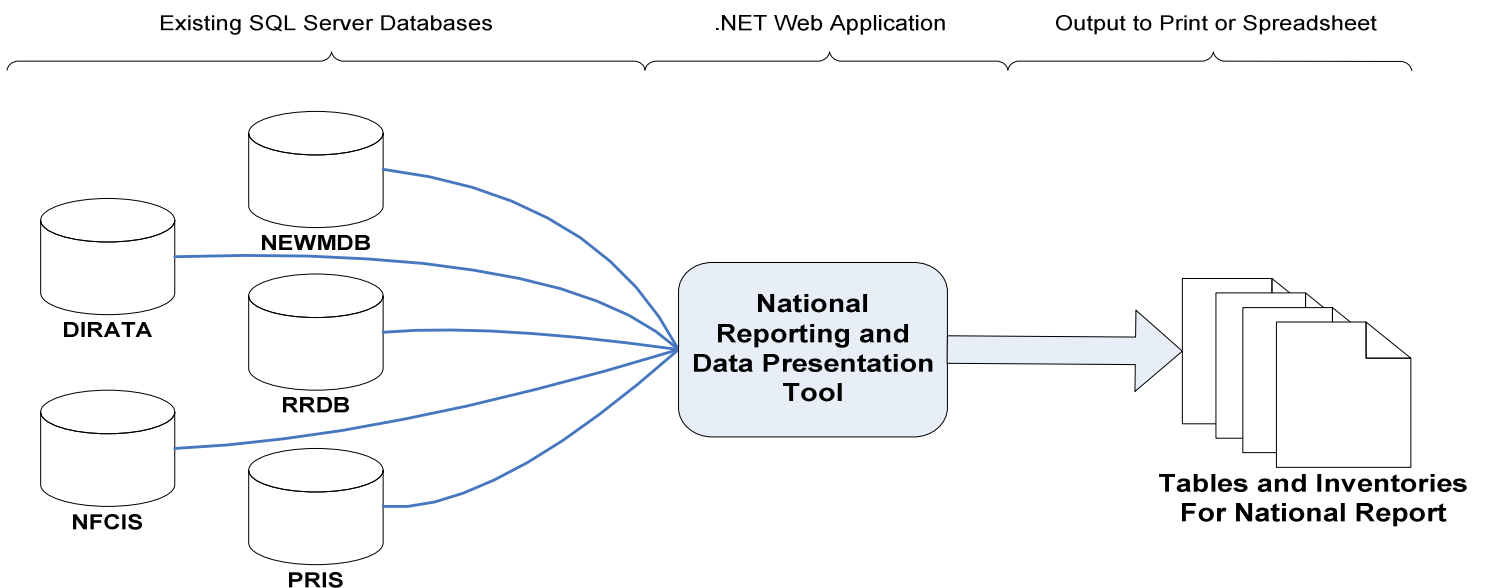 Existing SQL Server Databases
.NET Web Application
Output to Print or Spreadsheet
NEWMDB
DIRATA
RRDB
NFCIS
PRIS
National
Reporting and
Data Presentation
Tool
Tables and Inventories
For National Report